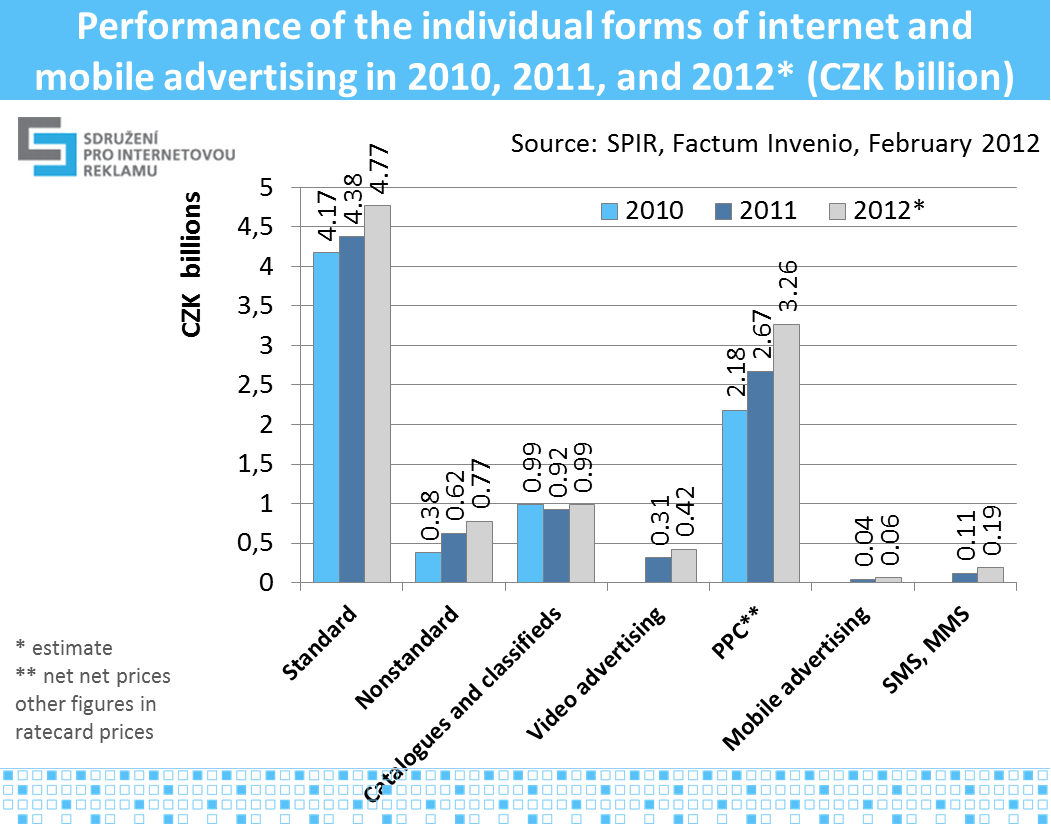 Performance of the individual forms of internet and
mobile advertising in 2010, 2011, and 2012* (CZK billion)
SDRUŽENÍ
PRO INTERNETOVOU
REKLAMU
Source: SPIR, Factum Invenio, February 2012
CZK billions
5
4,5
4
3,5
3
2,5
2
1,5
1
0,5
0
2010
2011
2012*
4.17
4.38
4.77
0.38
0.62
0.77
0.99
0.92
0.99
0.31
0.42
2.18
2.67
3.26
0.04
0.06
0.11
0.19
Standard
Nonstandard
Catalogues and classifieds
Video advertising
PPC**
Mobile advertising
SMS, MMS
* estimate
** net net prices
other figures in
ratecard prices